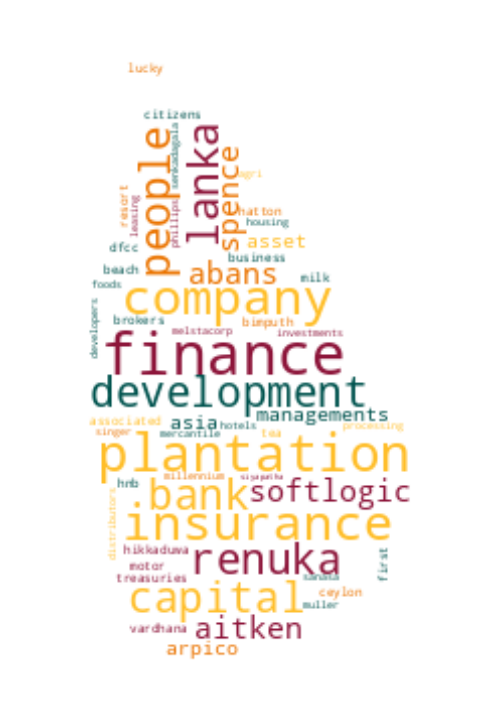 lucky
citizens
people
senkadagala
lanka
spence
agri
resort
leasing
phillips
hatton
housing
dfcc
asset
business
beach
abans
milk
foods
company
developers
brokers
bimputh
melstacorp
investments
finance
development
managements
associated
asia
hotels
processing
singer
mercantile
tea
plantation
millennium
siyapatha
hnb
.bank
softlogic
distributors
insurance
hikkaduwa
renuka
first
motor
treasuries
sanasa
capital
ceylon
muller
vardhana
aitken
arpico